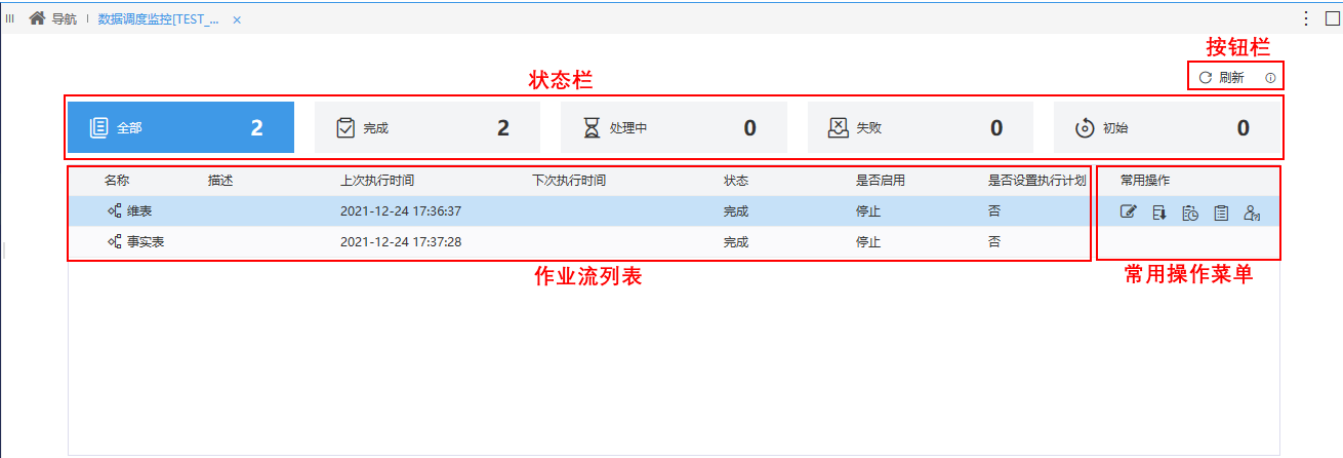 导航 数据调度监控[TEST_... ×
按钮栏
刷新
状态栏
全部 2 完成 2 处理中 0 失败 0 初始 0
名称 描述 上次执行时间 下次执行时间 状态 是否启用 是否设置执行计划 常用操作
维表 2021-12-24 17:36:37 完成 停止 否
事实表 2021-12-24 17:37:28 完成 停止 否
作业流列表 常用操作菜单